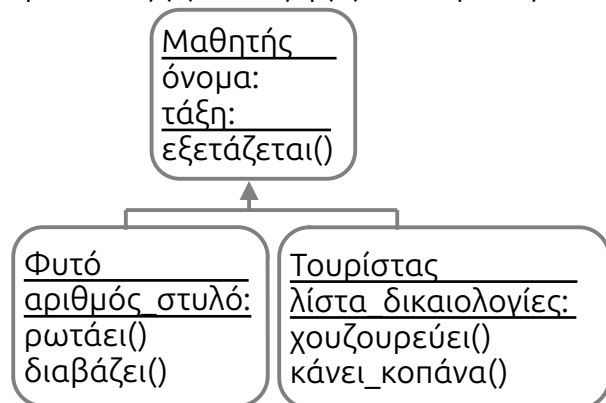 Μαθητής
όνομα:
τάξη:
εξετάζεται()
Φυτό
αριθμός_στυλό:
ρωτάει()
διαβάζει()
Τουρίστας
λίστα_δικαιολογίες:
χουζουρεύει()
κάνει_κοπάνα()